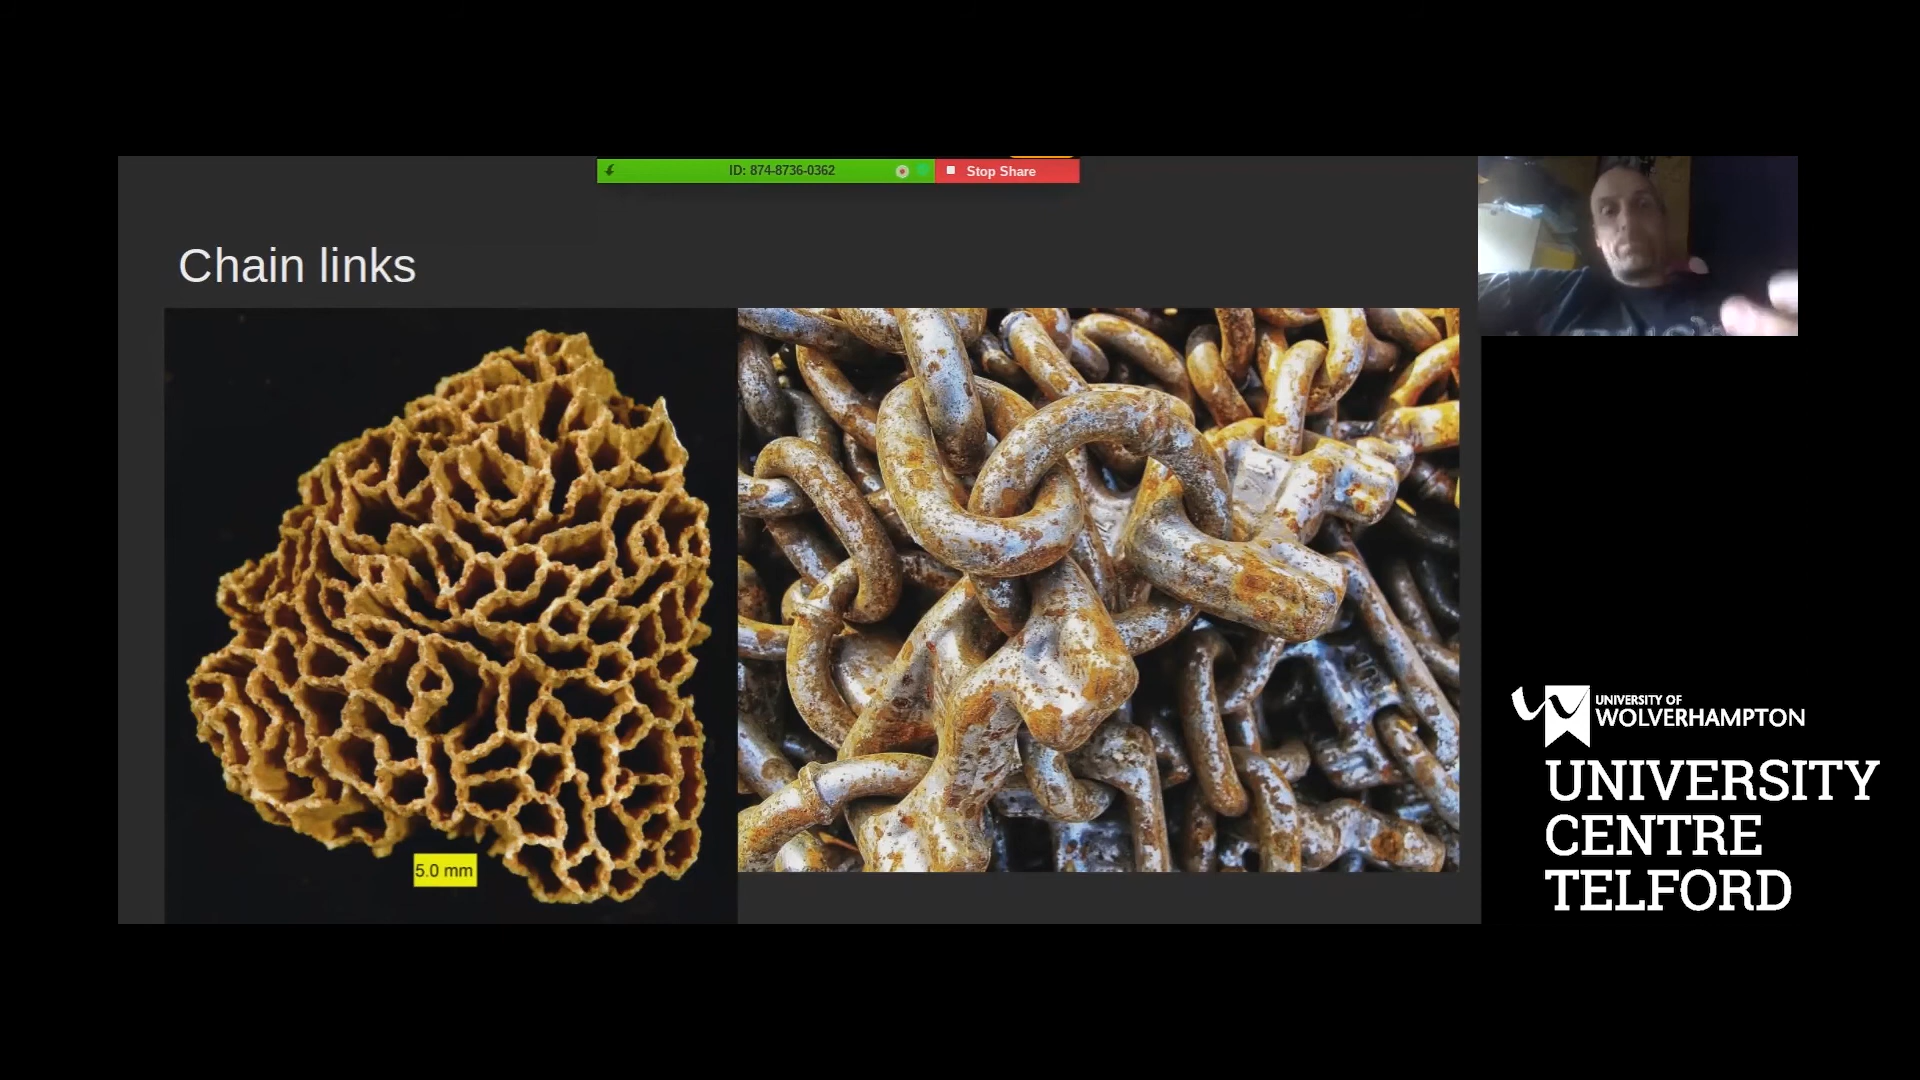 ID: 874-8736-0362
Stop Share
Chain links
5.0 mm
UNIVERSITY OF
WOLVERHAMPTON
UNIVERSITY
CENTRE
TELFORD